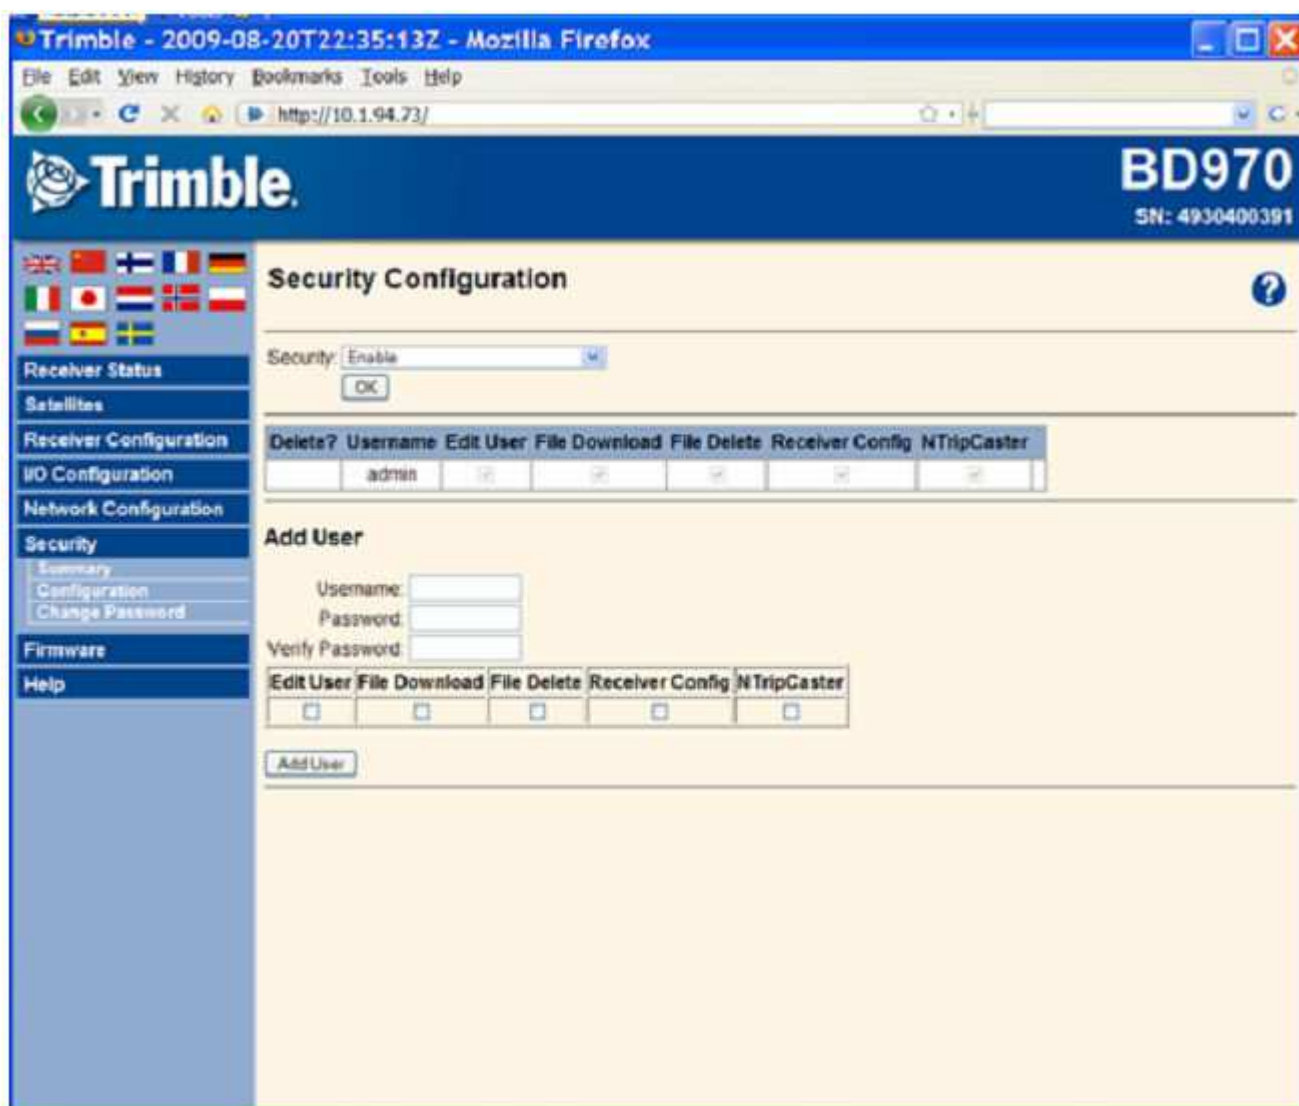 Trimble - 2009-08-20T22:35:13Z - Mozilla Firefox
File Edit View History Bookmarks Tools Help
http://10.1.94.73/
Trimble.
BD970
SN: 4930400391
Security Configuration
Security: Enable
OK
Receiver Status
Satellites
Receiver Configuration
I/O Configuration
Network Configuration
Security
Summary
Configuration
Change Password
Firmware
Help
Delete? Username Edit User File Download File Delete Receiver Config NTripCaster
admin
Add User
Username:
Password:
Verify Password:
Edit User File Download File Delete Receiver Config NTripCaster
Add User